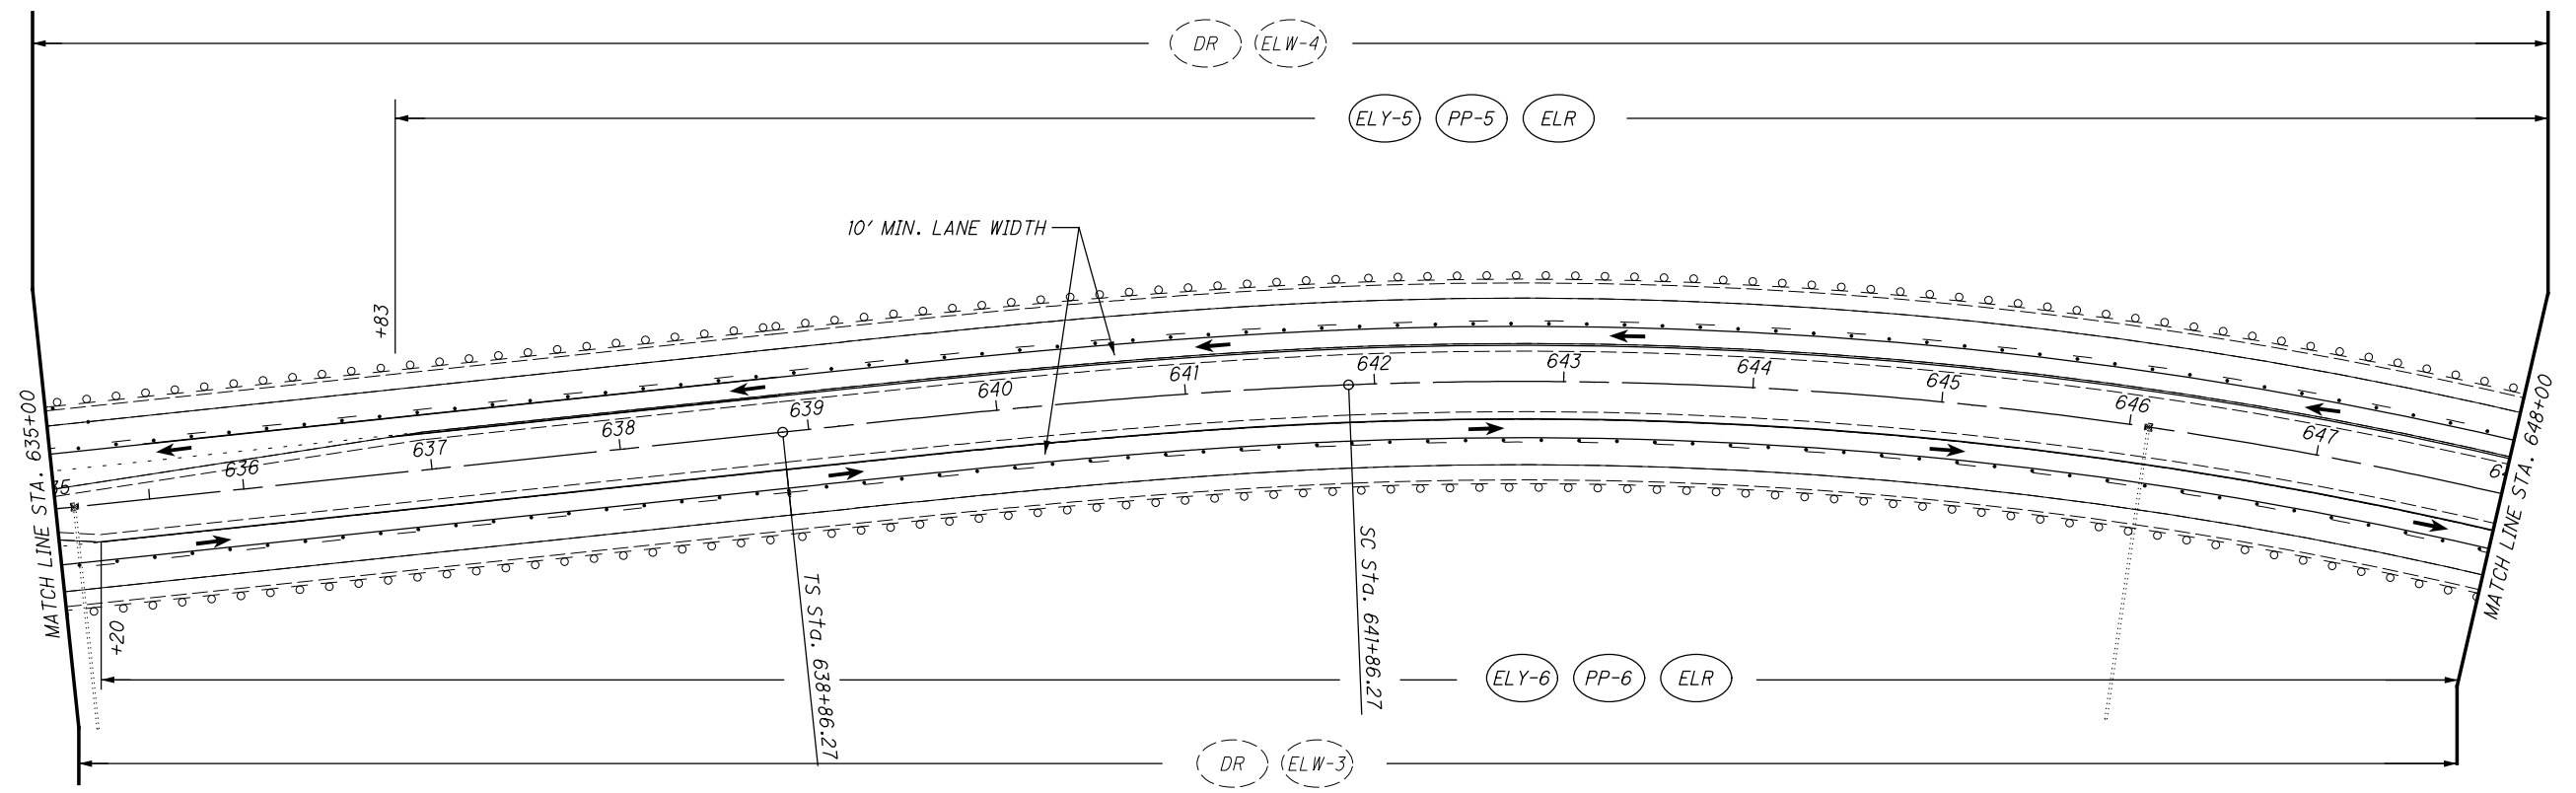 DR ELW-4
ELY-5 PP-5 ELR
10' MIN. LANE WIDTH
+83
636 637 638 639 640 641 642 643 644 645 646 647
MATCH LINE STA. 635+00
MATCH LINE STA. 648+00
+20
TS Sta. 638+86.27
SC Sta. 641+86.27
ELY-6 PP-6 ELR
DR ELW-3